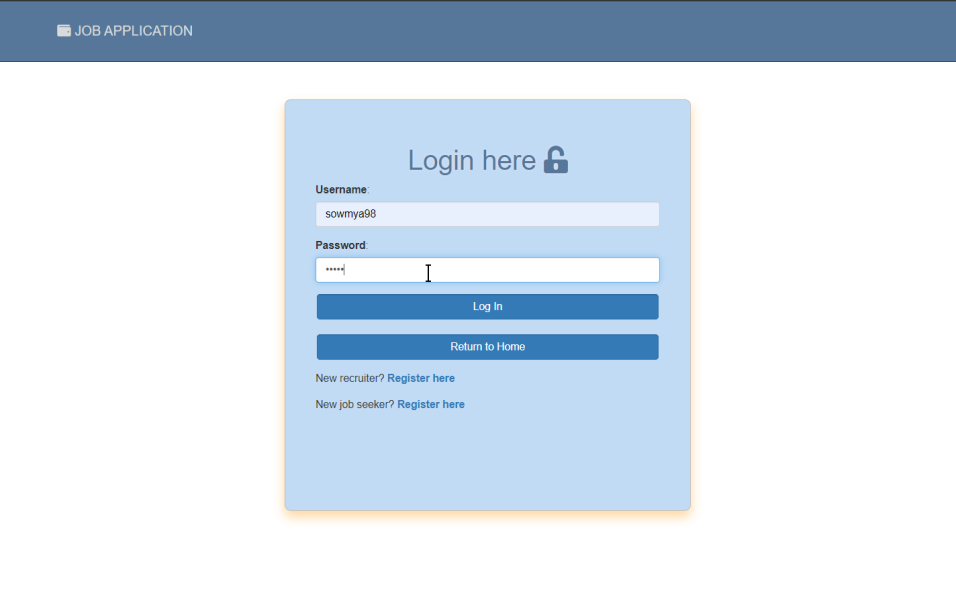 JOB APPLICATION
Login here
Username:
sowmya98
Password:
•••••
Log In
Return to Home
New recruiter? Register here
New job seeker? Register here